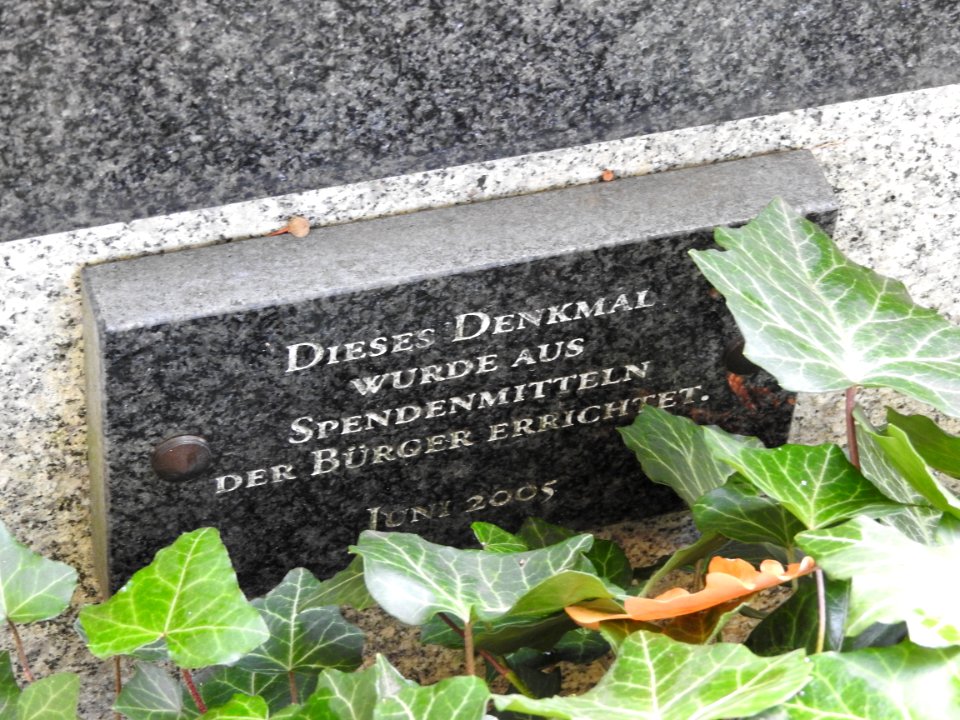 Dieses Denkmal
wurde aus
Spendenmitteln
der Bürger errichtet.
Juni 2005